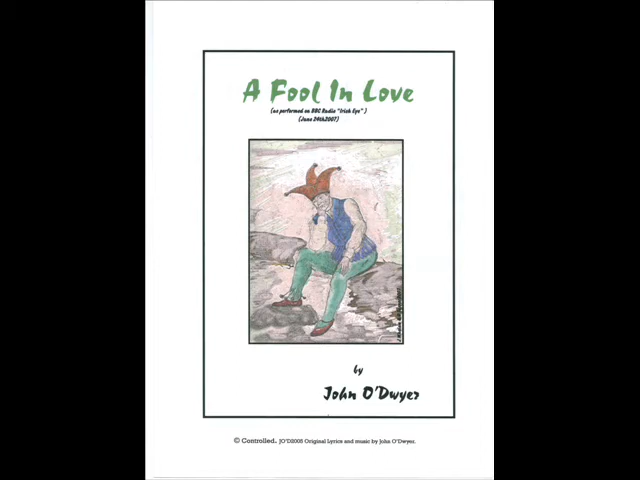 A Fool In Love
(as performed on BBC Radio "Irish Eye" )
(June 29th2007)
by
John O'Dwyer
© Controlled. JO'D2005 Original Lyrics and music by John O'Dwyer.